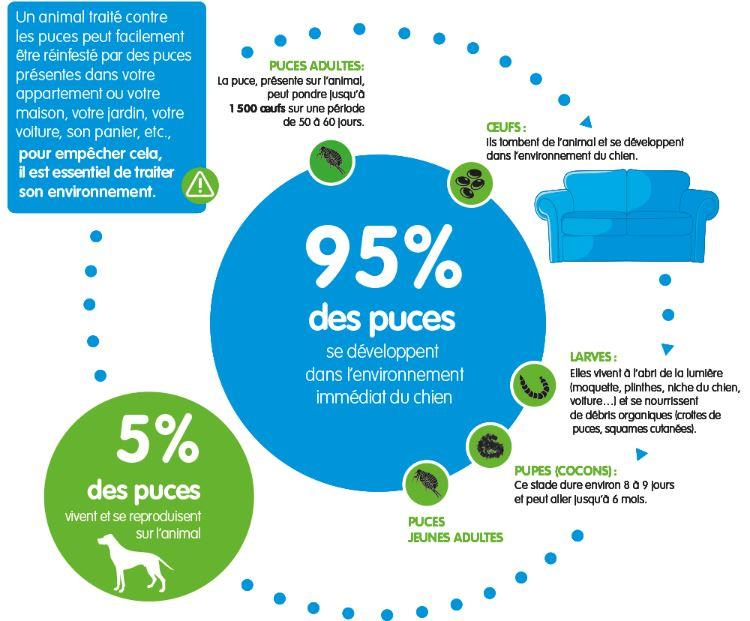 Un animal traité contre
les puces peut facilement
être réinfesté par des puces
présentes dans votre
appartement ou votre
maison, votre jardin, votre
voiture, son panier, etc.,
pour empêcher cela,
il est essentiel de traiter
son environnement.
PUCES ADULTES:
La puce, présente sur l'animal,
peut pondre jusqu'à
1 500 œufs sur une période
de 50 à 60 jours.
ŒUFS :
Ils tombent de l'animal et se développent
dans l'environnement du chien.
95%
des puces
se développent
dans l'environnement
immédiat du chien
LARVES :
Elles vivent à l'abri de la lumière
(moquette, plinthes, niche du chien,
voiture...) et se nourrissent
de débris organiques (crottes de
puces, squames cutanées).
PUPES (COCONS) :
Ce stade dure environ 8 à 9 jours
et peut aller jusqu'à 6 mois.
PUCES
JEUNES ADULTES
5%
des puces
vivent et se reproduisent
sur l'animal